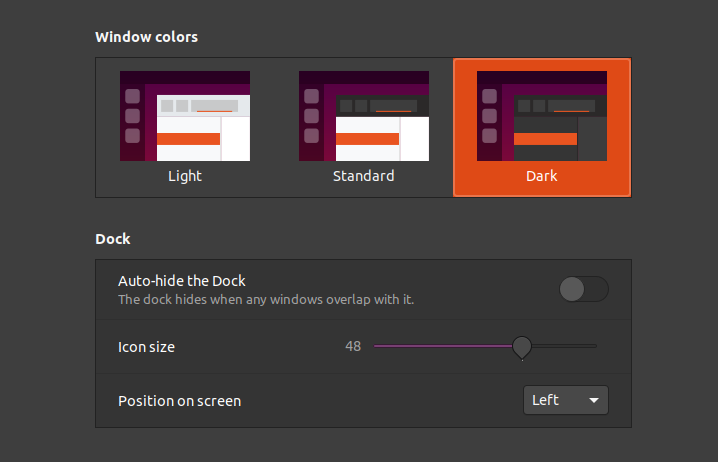 Window colors
Light
Standard
Dark
Dock
Auto-hide the Dock
The dock hides when any windows overlap with it.
Icon size
48
Position on screen
Left